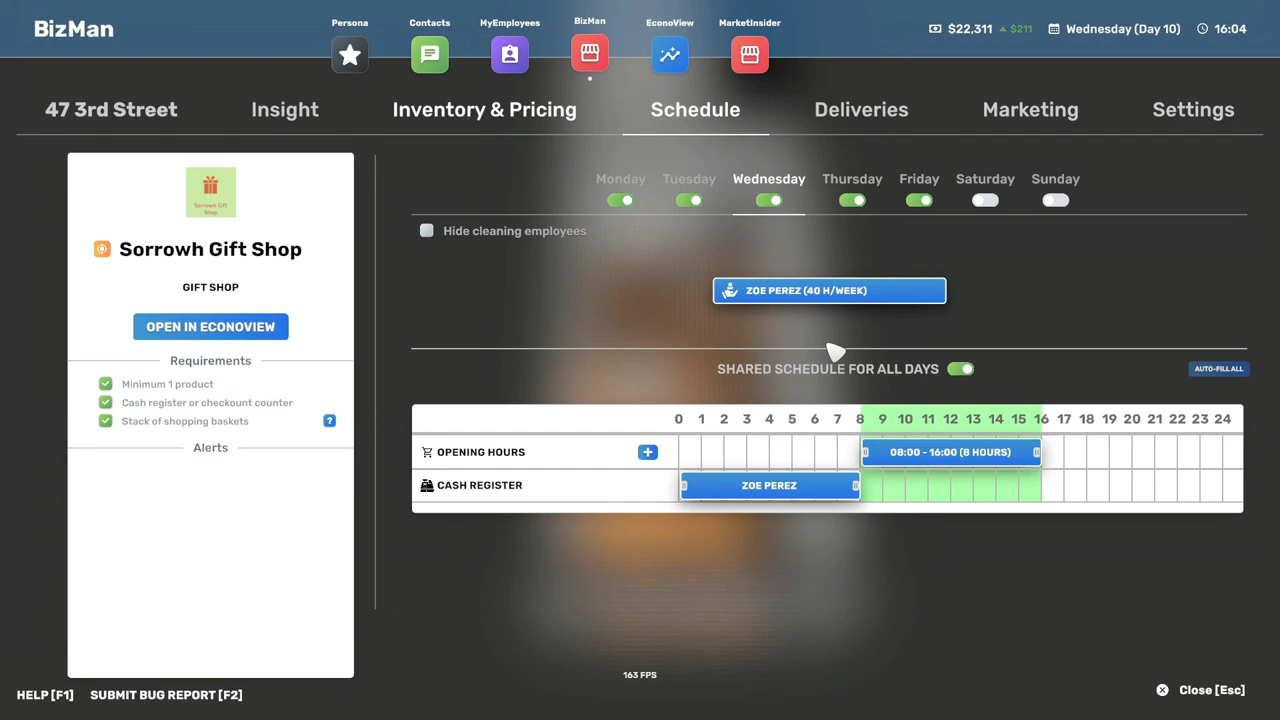 BizMan
Persona
Contacts
MyEmployees
BizMan
EconoView
MarketInsider
$22,311 $211
Wednesday (Day 10)
16:04
47 3rd Street
Insight
Inventory & Pricing
Schedule
Deliveries
Marketing
Settings
Sorrowh Gift
Shop
Sorrowh Gift Shop
GIFT SHOP
OPEN IN ECONOVIEW
Requirements
Minimum 1 product
Cash register or checkount counter
Stack of shopping baskets
?
Alerts
Monday Tuesday Wednesday Thursday Friday Saturday Sunday
Hide cleaning employees
ZOE PEREZ (40 H/WEEK)
SHARED SCHEDULE FOR ALL DAYS
AUTO-FILL ALL
0 1 2 3 4 5 6 7 8 9 10 11 12 13 14 15 16 17 18 19 20 21 22 23 24
OPENING HOURS
08:00 - 16:00 (8 HOURS)
CASH REGISTER
ZOE PEREZ
163 FPS
HELP [F1]
SUBMIT BUG REPORT [F2]
Close [Esc]